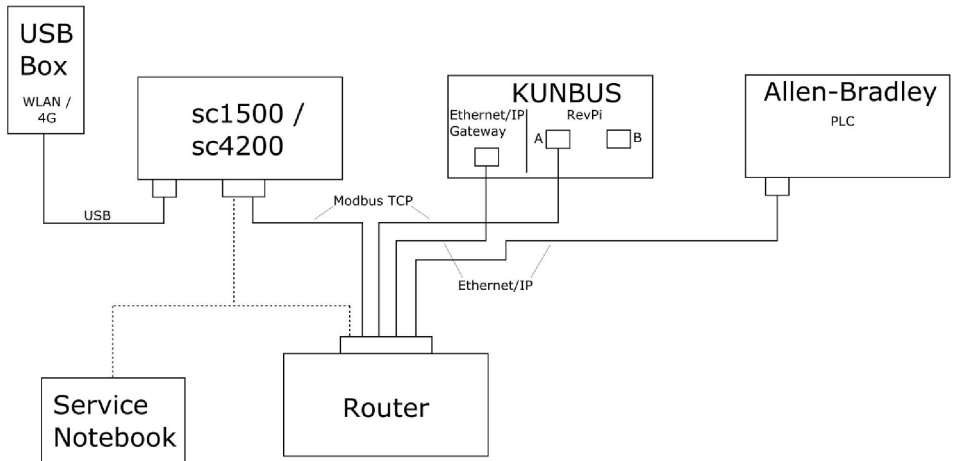 USB
Box
WLAN /
4G
sc1500 /
sc4200
KUNBUS
Ethernet/IP
Gateway
RevPi
A
B
Allen-Bradley
PLC
USB
Modbus TCP
Ethernet/IP
Service
Notebook
Router